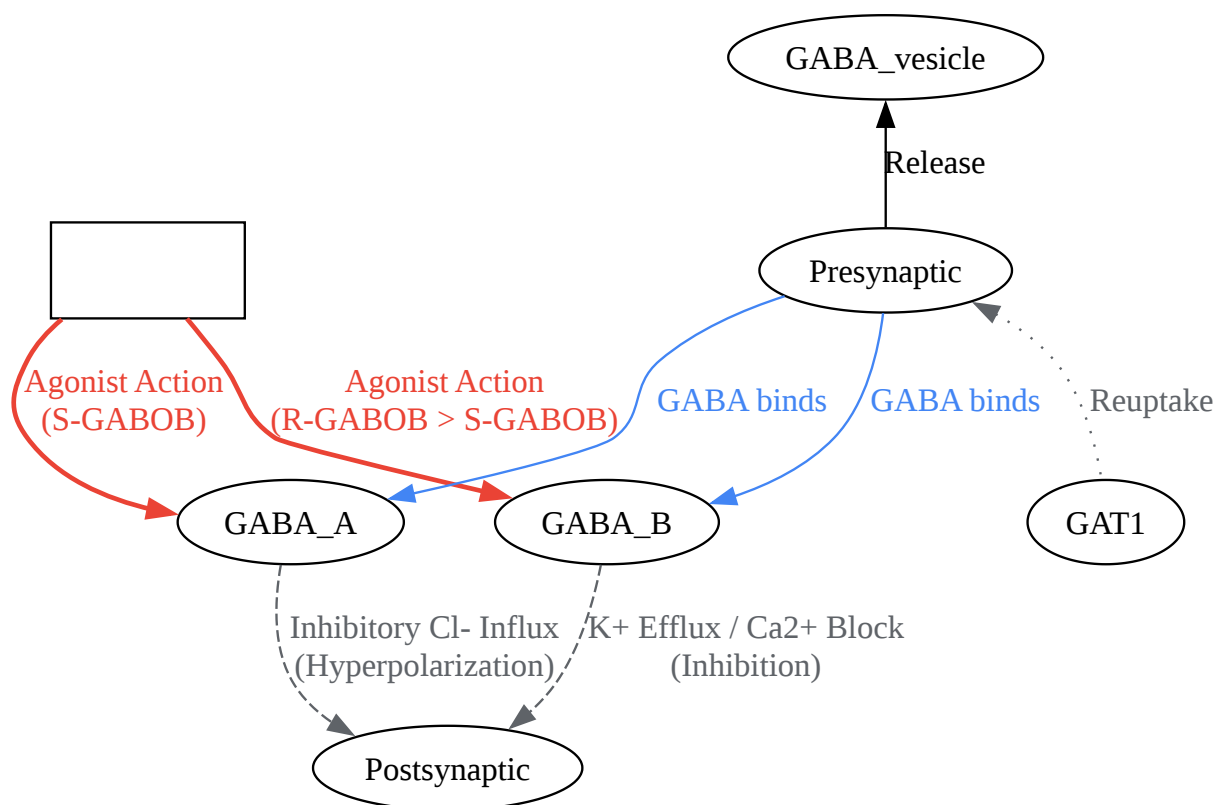 GABA_vesicle
Release
Presynaptic
Agonist Action
(S-GABOB)
Agonist Action
(R-GABOB > S-GABOB)
GABA binds
GABA binds
Reuptake
GABA_A
GABA_B
GAT1
Inhibitory Cl- Influx
(Hyperpolarization)
K+ Efflux / Ca2+ Block
(Inhibition)
Postsynaptic